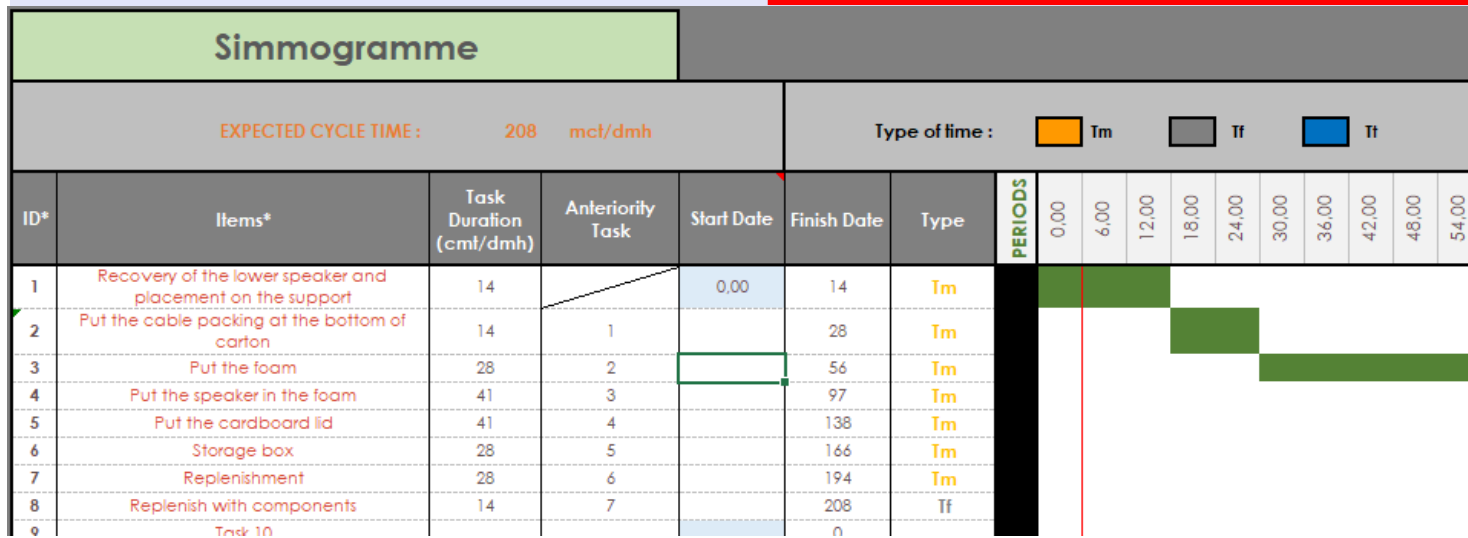 Simmogramme
EXPECTED CYCLE TIME : 208 mct/dmh
Type of time : Tm Tf Tt
ID* Items* Task Duration (cmt/dmh) Anteriority Task Start Date Finish Date Type PERIODS 0,00 6,00 12,00 18,00 24,00 30,00 36,00 42,00 48,00 54,00
1 Recovery of the lower speaker and placement on the support 14 0,00 14 Tm
2 Put the cable packing at the bottom of carton 14 1 28 Tm
3 Put the foam 28 2 56 Tm
4 Put the speaker in the foam 41 3 97 Tm
5 Put the cardboard lid 41 4 138 Tm
6 Storage box 28 5 166 Tm
7 Replenishment 28 6 194 Tm
8 Replenish with components 14 7 208 Tf
9 Task 10 0